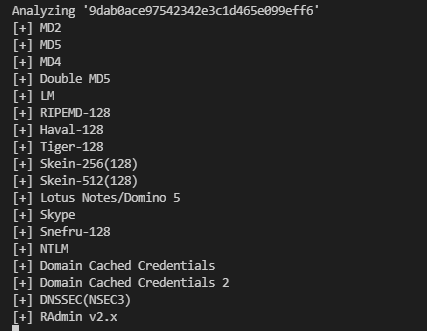 Analyzing '9dab0ace97542342e3c1d465e099eff6'
[+] MD2
[+] MD5
[+] MD4
[+] Double MD5
[+] LM
[+] RIPEMD-128
[+] Haval-128
[+] Tiger-128
[+] Skein-256(128)
[+] Skein-512(128)
[+] Lotus Notes/Domino 5
[+] Skype
[+] Snefru-128
[+] NTLM
[+] Domain Cached Credentials
[+] Domain Cached Credentials 2
[+] DNSSEC(NSEC3)
[+] RAdmin v2.x